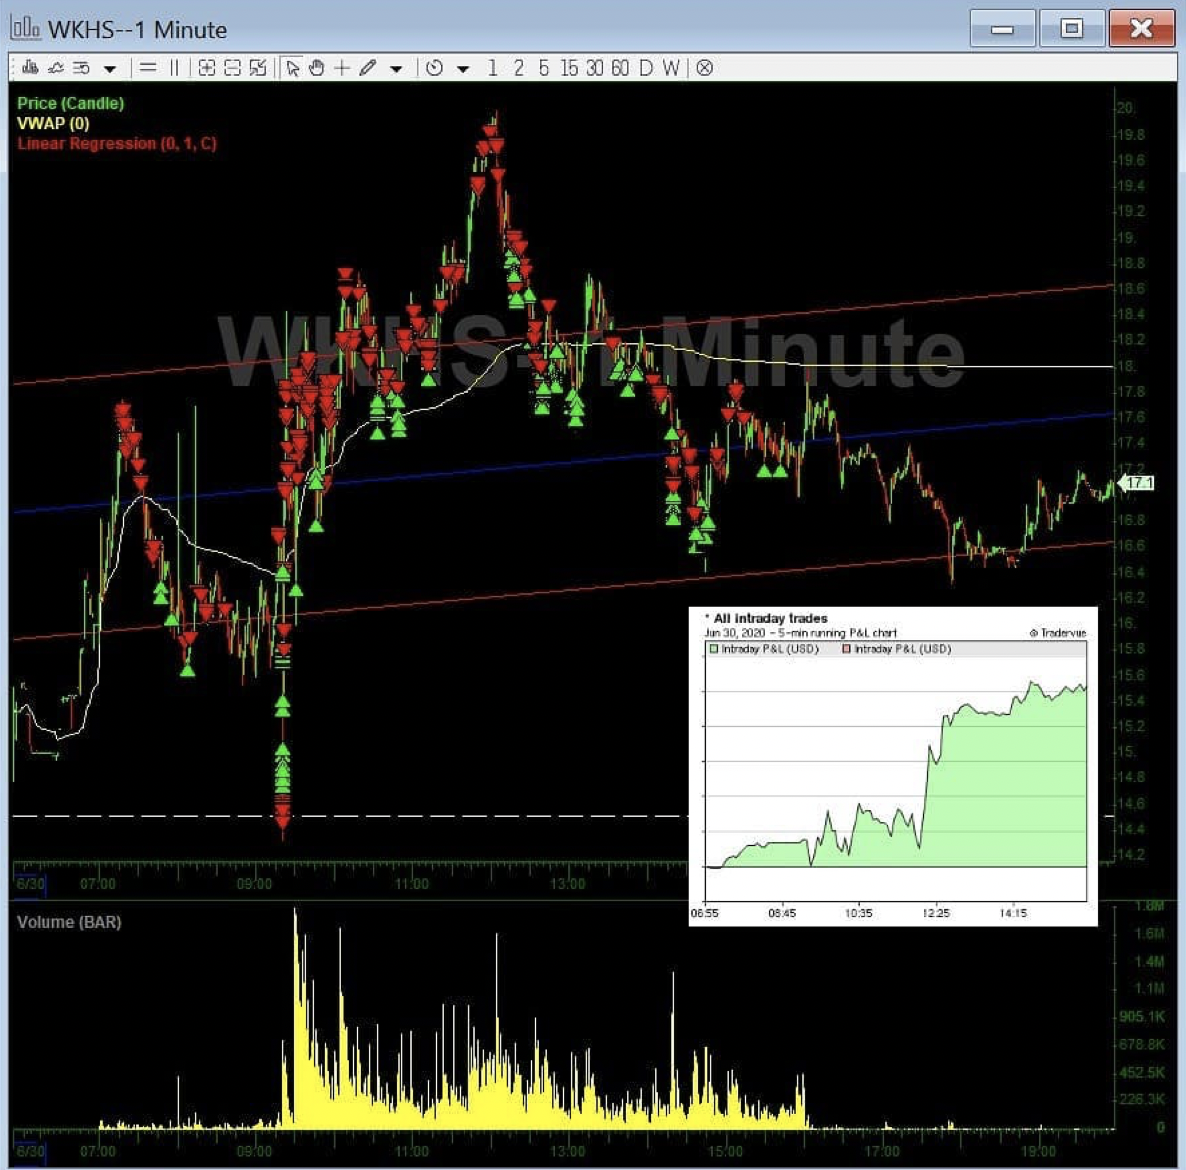 WKHS--1 Minute
1 2 5 15 30 60 D W
Price (Candle)
VWAP (0)
Linear Regression (0, 1, C)
WKHS--1 Minute
20.
19.8
19.6
19.4
19.2
19.
18.8
18.6
18.4
18.2
18.
17.8
17.6
17.4
17.2
17.1
16.8
16.6
16.4
16.2
16.
15.8
15.6
15.4
15.2
15.
14.8
14.6
14.4
14.2
6/30 07:00 09:00 11:00 13:00
* All intraday trades
Jun 30, 2020 - 5-min running P&L chart
© Tradervue
Intraday P&L (USD) Intraday P&L (USD)
06:55 08:45 10:35 12:25 14:15
Volume (BAR)
1.8M
1.6M
1.4M
1.1M
905.1K
678.8K
452.5K
226.3K
0
6/30 07:00 09:00 11:00 13:00 15:00 17:00 19:00